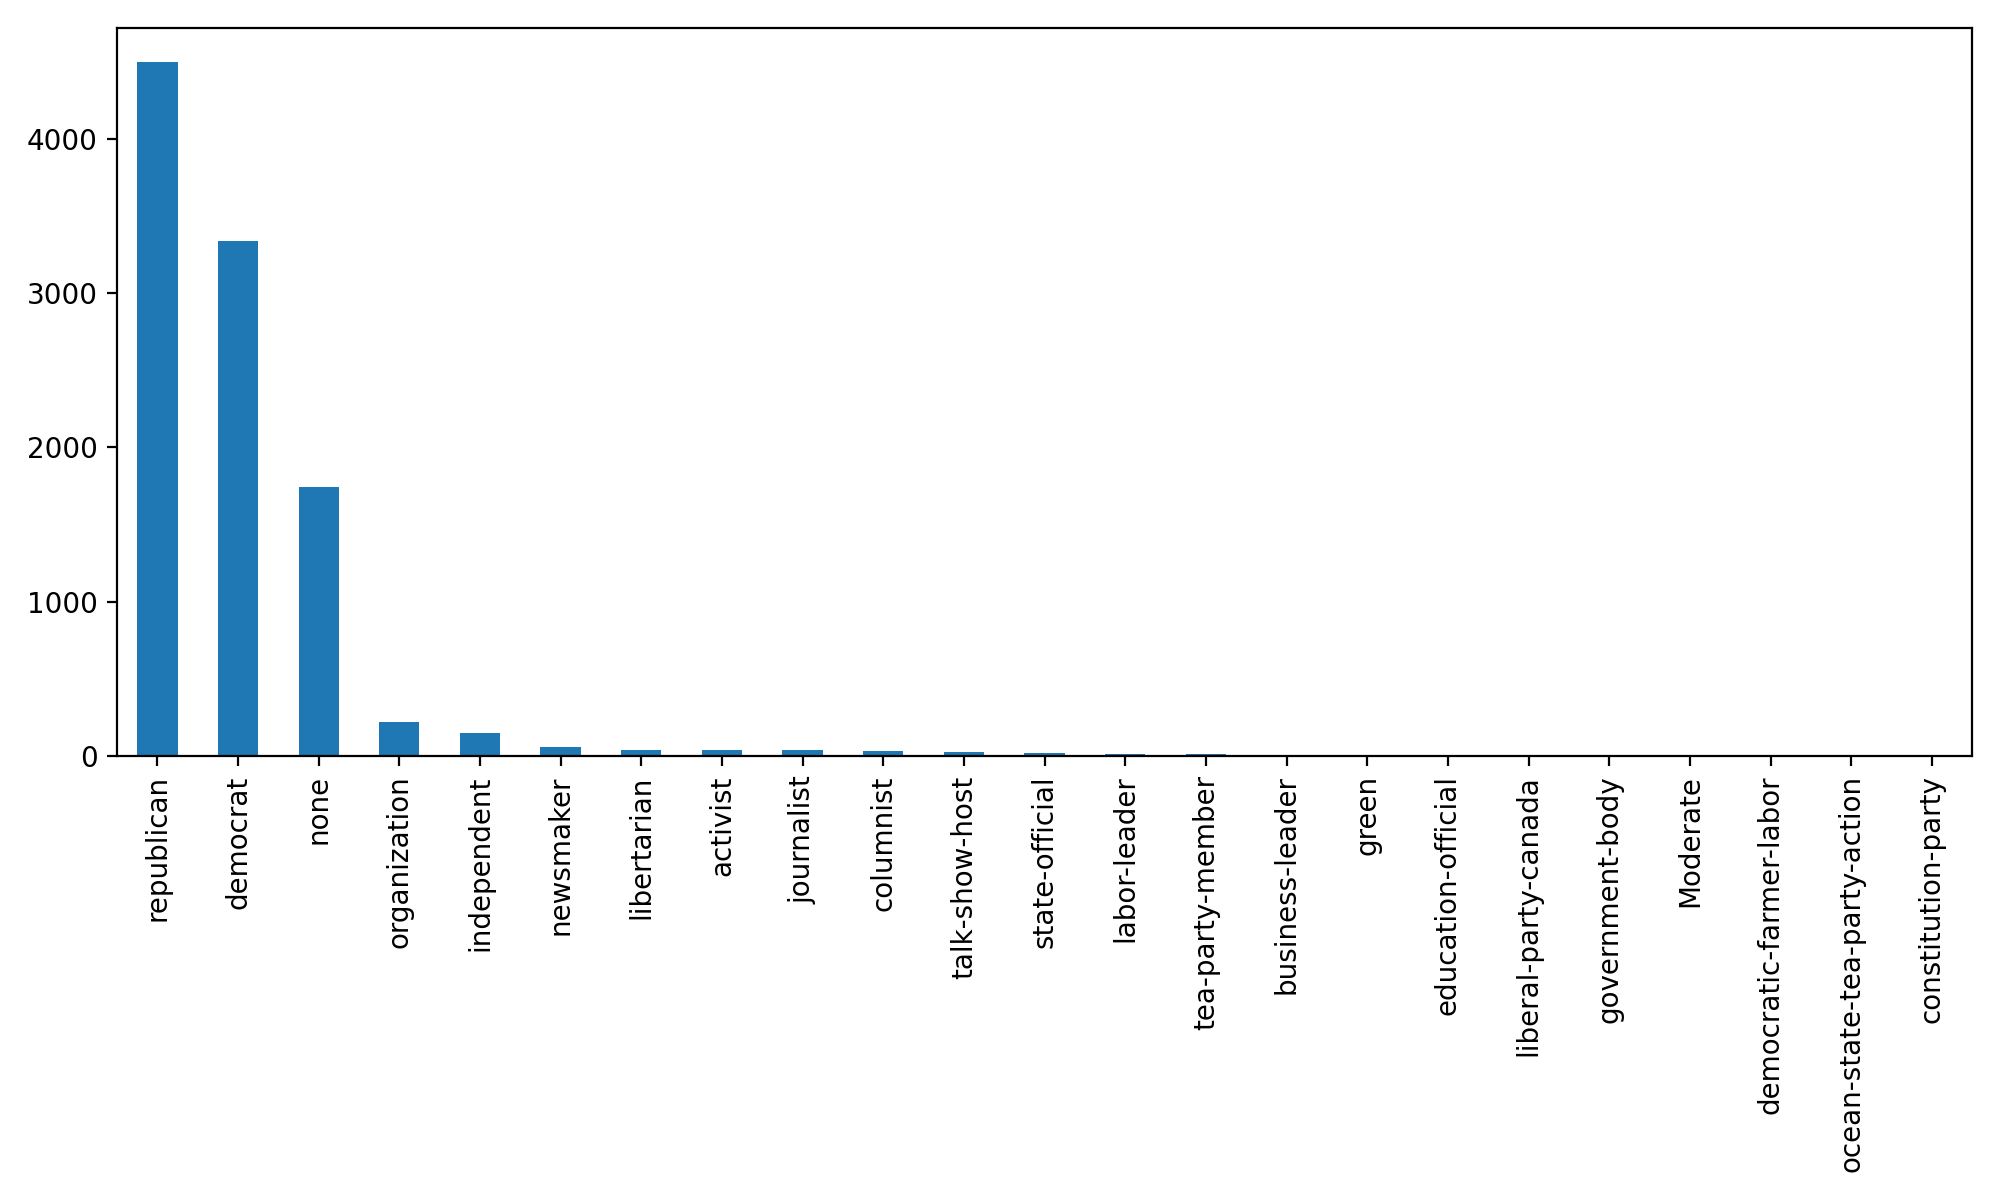 4000
3000
2000
1000
0
republican
democrat
none
organization
independent
newsmaker
libertarian
activist
journalist
columnist
talk-show-host
state-official
labor-leader
tea-party-member
business-leader
green
education-official
liberal-party-canada
government-body
Moderate
democratic-farmer-labor
ocean-state-tea-party-action
constitution-party